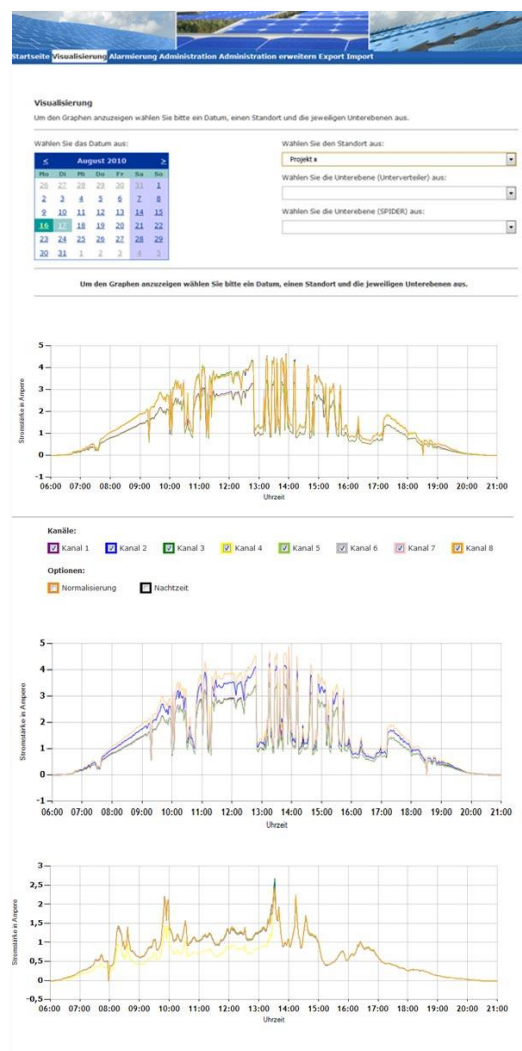 Startseite Visualisierung Alarmierung Administration Administration erweitern Export Import
Visualisierung
Um den Graphen anzuzeigen wählen Sie bitte ein Datum, einen Standort und die jeweiligen Unterebenen aus.
Wählen Sie das Datum aus:
< August 2010 >
Mo Di Mi Do Fr Sa So
26 27 28 29 30 31 1
2 3 4 5 6 7 8
9 10 11 12 13 14 15
16 17 18 19 20 21 22
23 24 25 26 27 28 29
30 31 1 2 3 4 5
Wählen Sie den Standort aus:
Projekt x
Wählen Sie die Unterebene (Unterverteiler) aus:
Wählen Sie die Unterebene (SPIDER) aus:
Um den Graphen anzuzeigen wählen Sie bitte ein Datum, einen Standort und die jeweiligen Unterebenen aus.
Stromstärke in Ampere
5
4
3
2
1
0
-1
06:00 07:00 08:00 09:00 10:00 11:00 12:00 13:00 14:00 15:00 16:00 17:00 18:00 19:00 20:00 21:00
Uhrzeit
Kanäle:
Kanal 1 Kanal 2 Kanal 3 Kanal 4 Kanal 5 Kanal 6 Kanal 7 Kanal 8
Optionen:
Normalisierung Nachtzeit
Stromstärke in Ampere
5
4
3
2
1
0
-1
06:00 07:00 08:00 09:00 10:00 11:00 12:00 13:00 14:00 15:00 16:00 17:00 18:00 19:00 20:00 21:00
Uhrzeit
Stromstärke in Ampere
3
2,5
2
1,5
1
0,5
0
-0,5
06:00 07:00 08:00 09:00 10:00 11:00 12:00 13:00 14:00 15:00 16:00 17:00 18:00 19:00 20:00 21:00
Uhrzeit